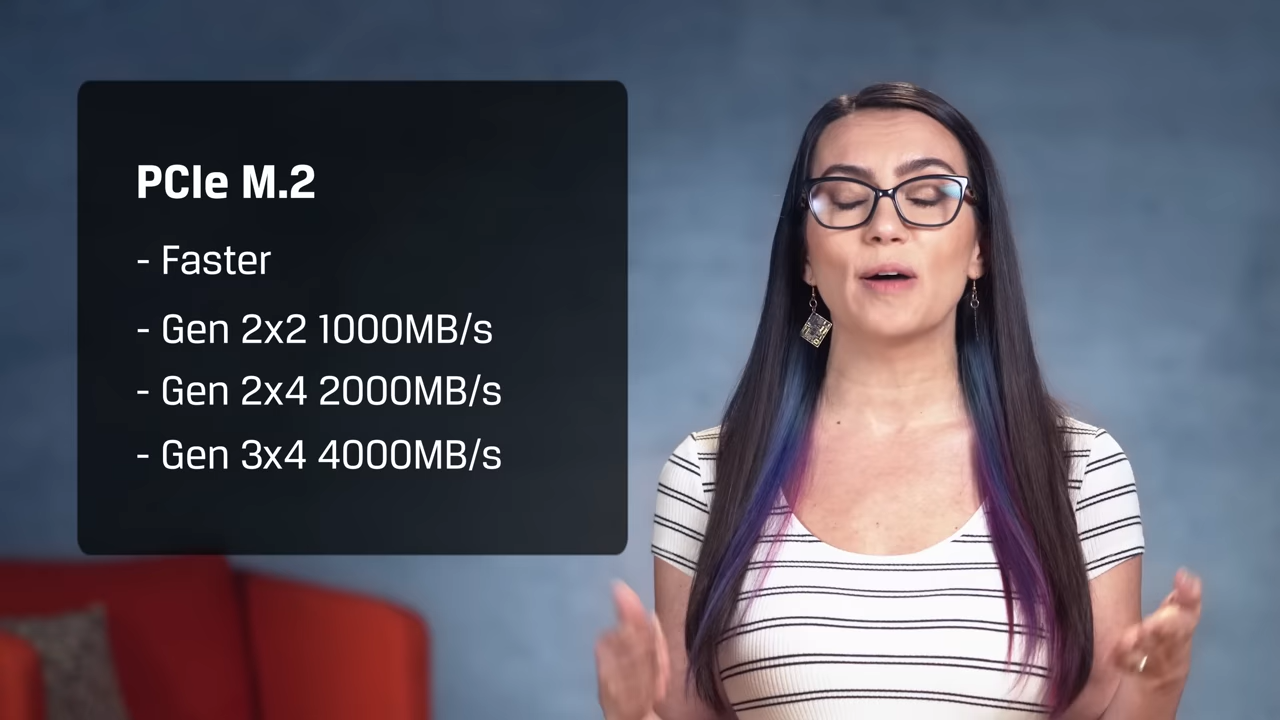 PCIe M.2
- Faster
- Gen 2x2 1000MB/s
- Gen 2x4 2000MB/s
- Gen 3x4 4000MB/s